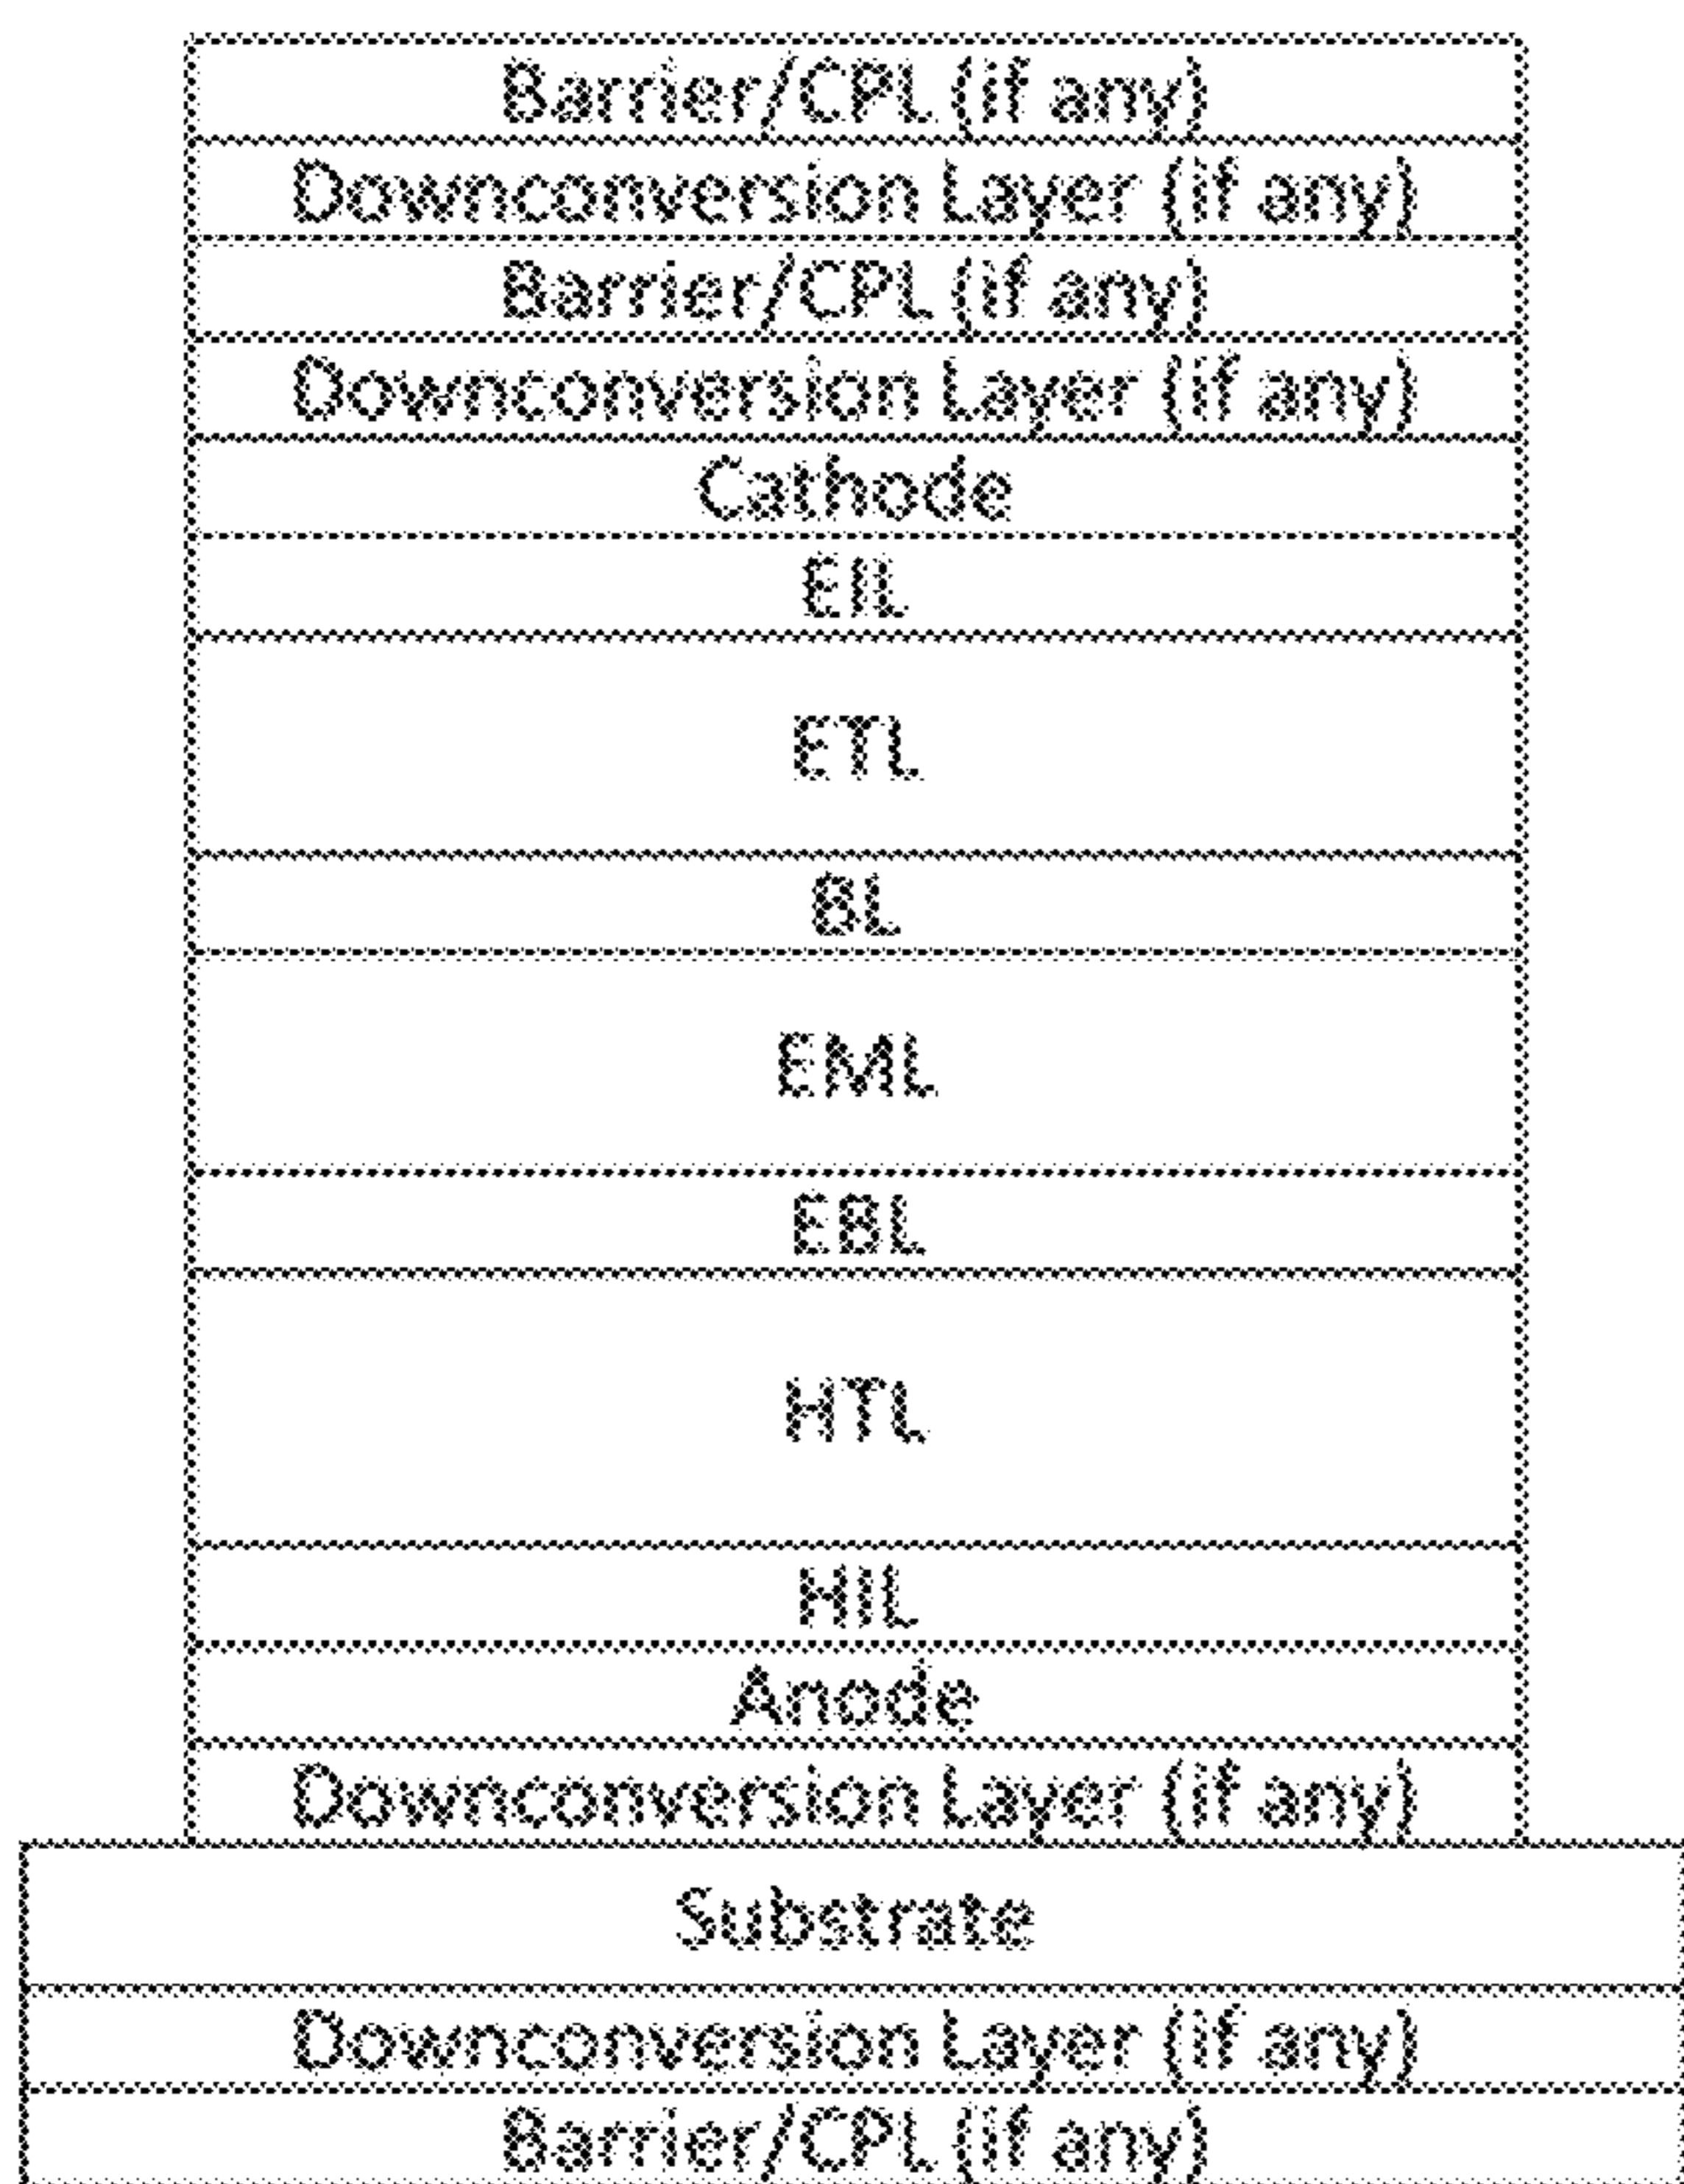 Barrier/CPL (if any)
Downconversion Layer (if any)
Barrier/CPL (if any)
Downconversion Layer (if any)
Cathode
EIL
ETL
BL
EML
EBL
HTL
HIL
Anode
Downconversion Layer (if any)
Substrate
Downconversion Layer (if any)
Barrier/CPL (if any)